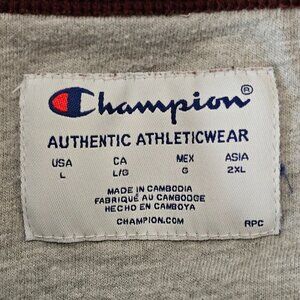 Champion®
AUTHENTIC ATHLETICWEAR
USA CA MEX ASIA
L L/G G 2XL
MADE IN CAMBODIA
FABRIQUÉ AU CAMBODGE
HECHO EN CAMBOYA
CHAMPION.COM RPC